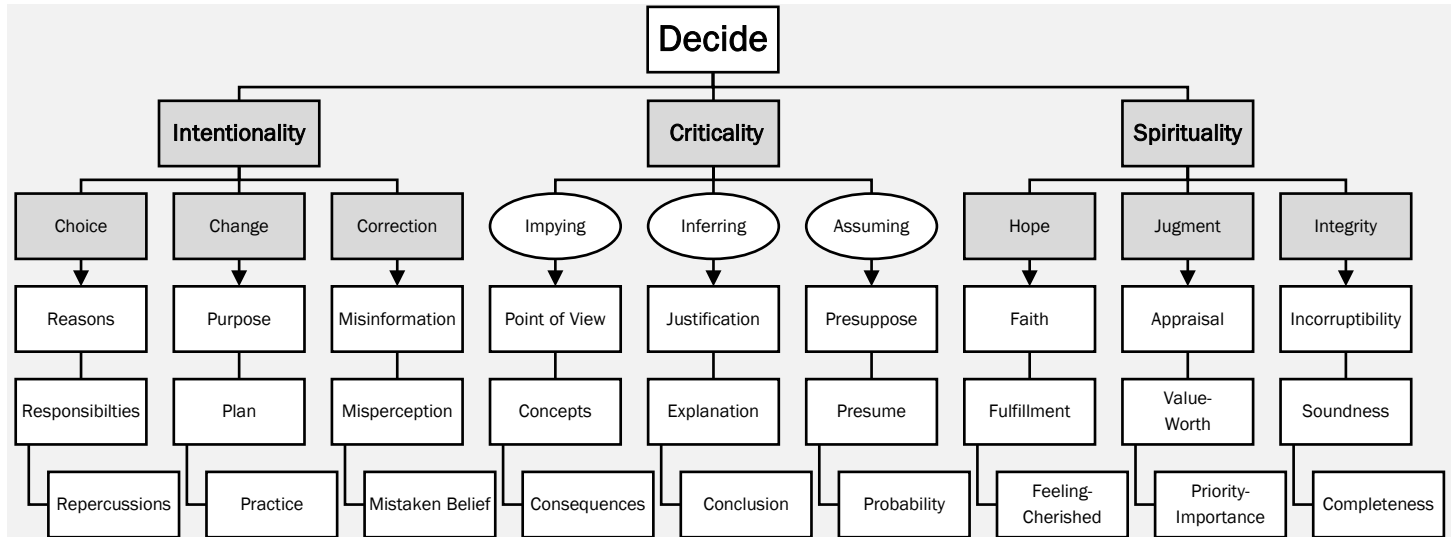 Decide
Intentionality
Criticality
Spirituality
Choice
Change
Correction
Impying
Inferring
Assuming
Hope
Jugment
Integrity
Reasons
Purpose
Misinformation
Point of View
Justification
Presuppose
Faith
Appraisal
Incorruptibility
Responsibilties
Plan
Misperception
Concepts
Explanation
Presume
Fulfillment
Value-
Worth
Soundness
Repercussions
Practice
Mistaken Belief
Consequences
Conclusion
Probability
Feeling-
Cherished
Priority-
Importance
Completeness